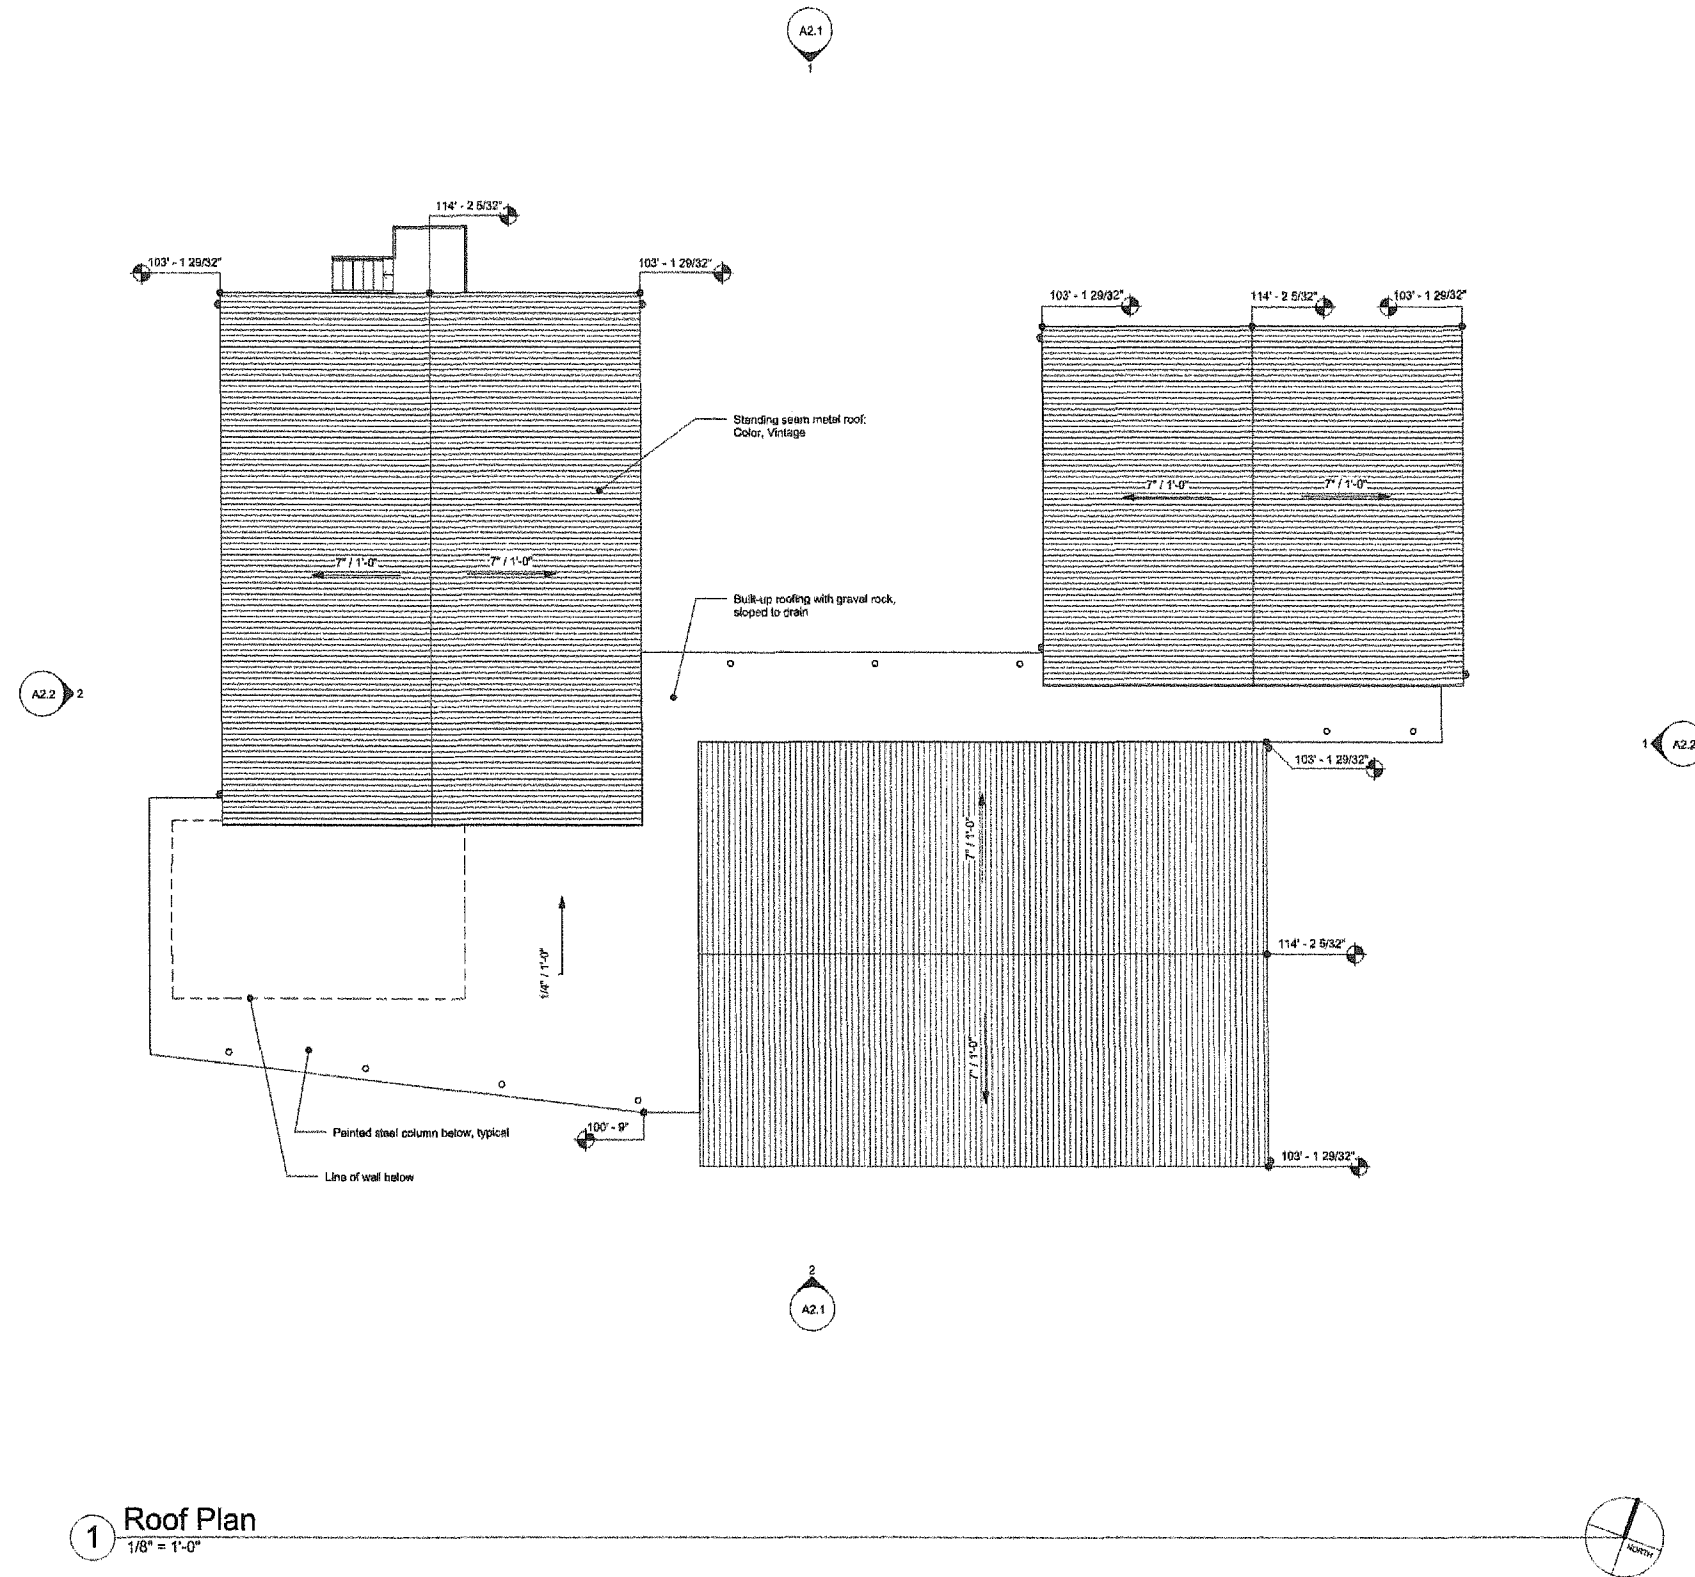 A2.1
1
114' - 2 5/32"
103' - 1 29/32"
103' - 1 29/32"
103' - 1 29/32"
114' - 2 5/32"
103' - 1 29/32"
Standing seam metal roof:
Color, Vintage
7" / 1'-0"
7" / 1'-0"
7" / 1'-0"
7" / 1'-0"
Built-up roofing with gravel rock,
sloped to drain
A2.2
2
1
A2.2
103' - 1 29/32"
7" / 1'-0"
1/4" / 1'-0"
114' - 2 5/32"
7" / 1'-0"
100' - 9"
Painted steel column below, typical
Line of wall below
103' - 1 29/32"
2
A2.1
1
Roof Plan
1/8" = 1'-0"
NORTH